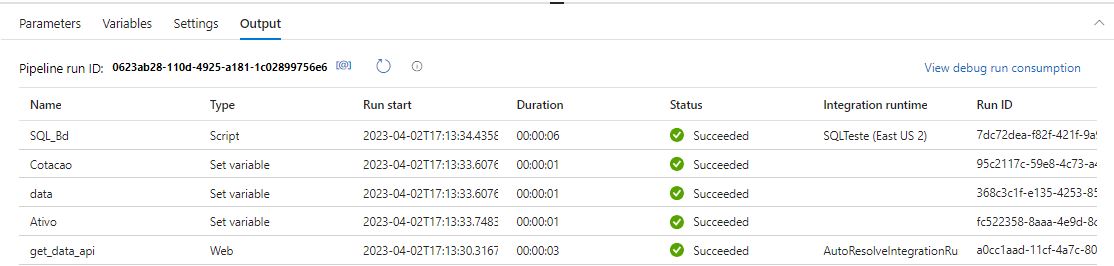 Parameters Variables Settings Output
Pipeline run ID: 0623ab28-110d-4925-a181-1c02899756e6 [@] View debug run consumption
Name Type Run start Duration Status Integration runtime Run ID
SQL_Bd Script 2023-04-02T17:13:34.4358 00:00:06 Succeeded SQLTeste (East US 2) 7dc72dea-f82f-421f-9a9
Cotacao Set variable 2023-04-02T17:13:33.6076 00:00:01 Succeeded 95c2117c-59e8-4c73-a4
data Set variable 2023-04-02T17:13:33.6076 00:00:01 Succeeded 368c3c1f-e135-4253-85
Ativo Set variable 2023-04-02T17:13:33.7483 00:00:01 Succeeded fc522358-8aaa-4e9d-8c
get_data_api Web 2023-04-02T17:13:30.3167 00:00:03 Succeeded AutoResolveIntegrationRu a0cc1aad-11cf-4a7c-80